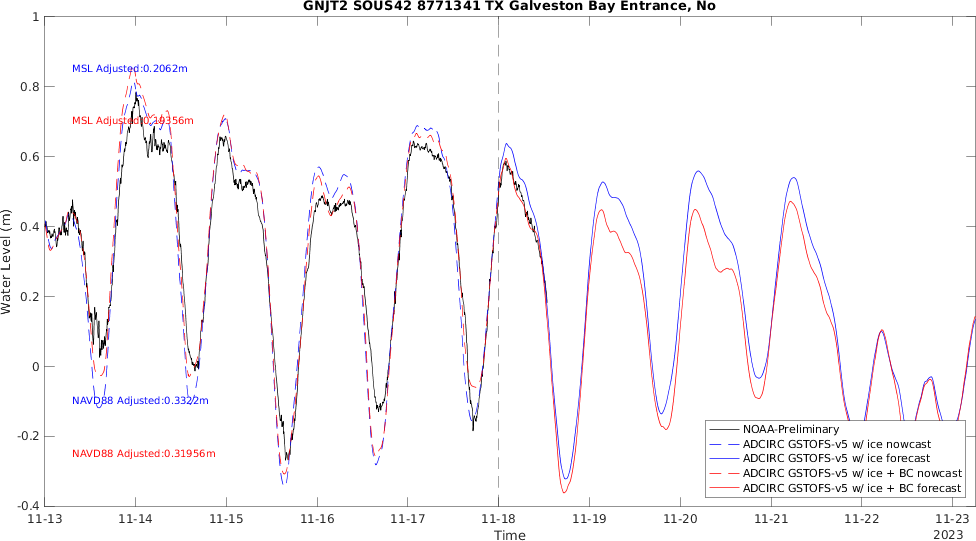 GNJT2 SOUS42 8771341 TX Galveston Bay Entrance, No
1
0.8
0.6
0.4
0.2
0
-0.2
-0.4
Water Level (m)
MSL Adjusted:0.2062m
MSL Adjusted:0.19356m
NAVD88 Adjusted:0.3322m
NAVD88 Adjusted:0.31956m
NOAA-Preliminary
ADCIRC GSTOFS-v5 w/ ice nowcast
ADCIRC GSTOFS-v5 w/ ice forecast
ADCIRC GSTOFS-v5 w/ ice + BC nowcast
ADCIRC GSTOFS-v5 w/ ice + BC forecast
11-13 11-14 11-15 11-16 11-17 11-18 11-19 11-20 11-21 11-22 11-23
2023
Time